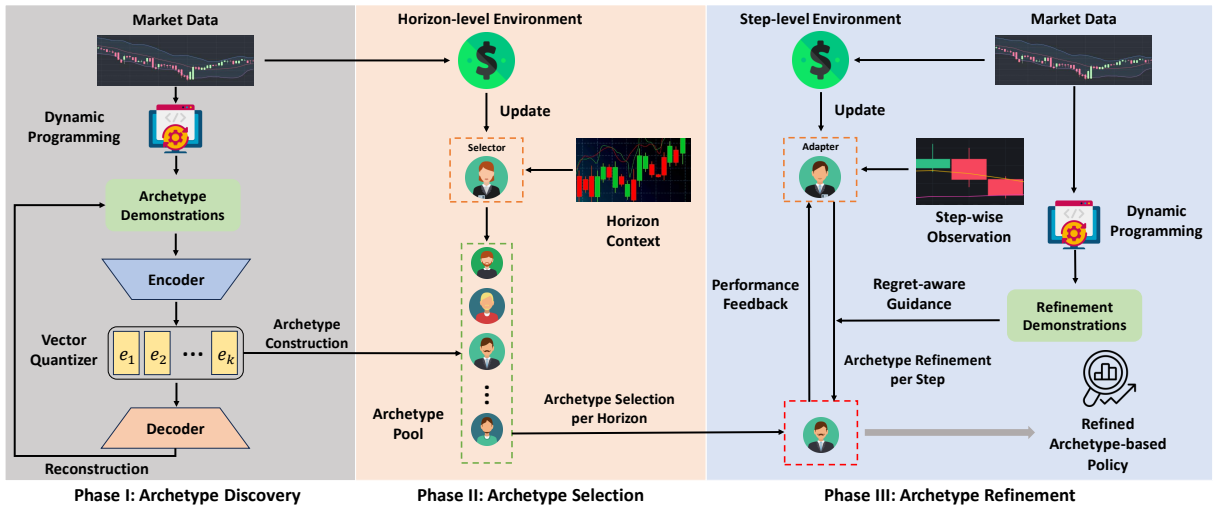 Market Data
Dynamic
Programming
Archetype
Demonstrations
Encoder
Vector
Quantizer
e1 e2 ••• ek
Decoder
Reconstruction
Phase I: Archetype Discovery
Archetype
Construction
Horizon-level Environment
Update
Selector
Horizon
Context
Archetype
Pool
Archetype Selection
per Horizon
Phase II: Archetype Selection
Step-level Environment
Market Data
Update
Adapter
Step-wise
Observation
Dynamic
Programming
Performance
Feedback
Regret-aware
Guidance
Refinement
Demonstrations
Archetype Refinement
per Step
Refined
Archetype-based
Policy
Phase III: Archetype Refinement